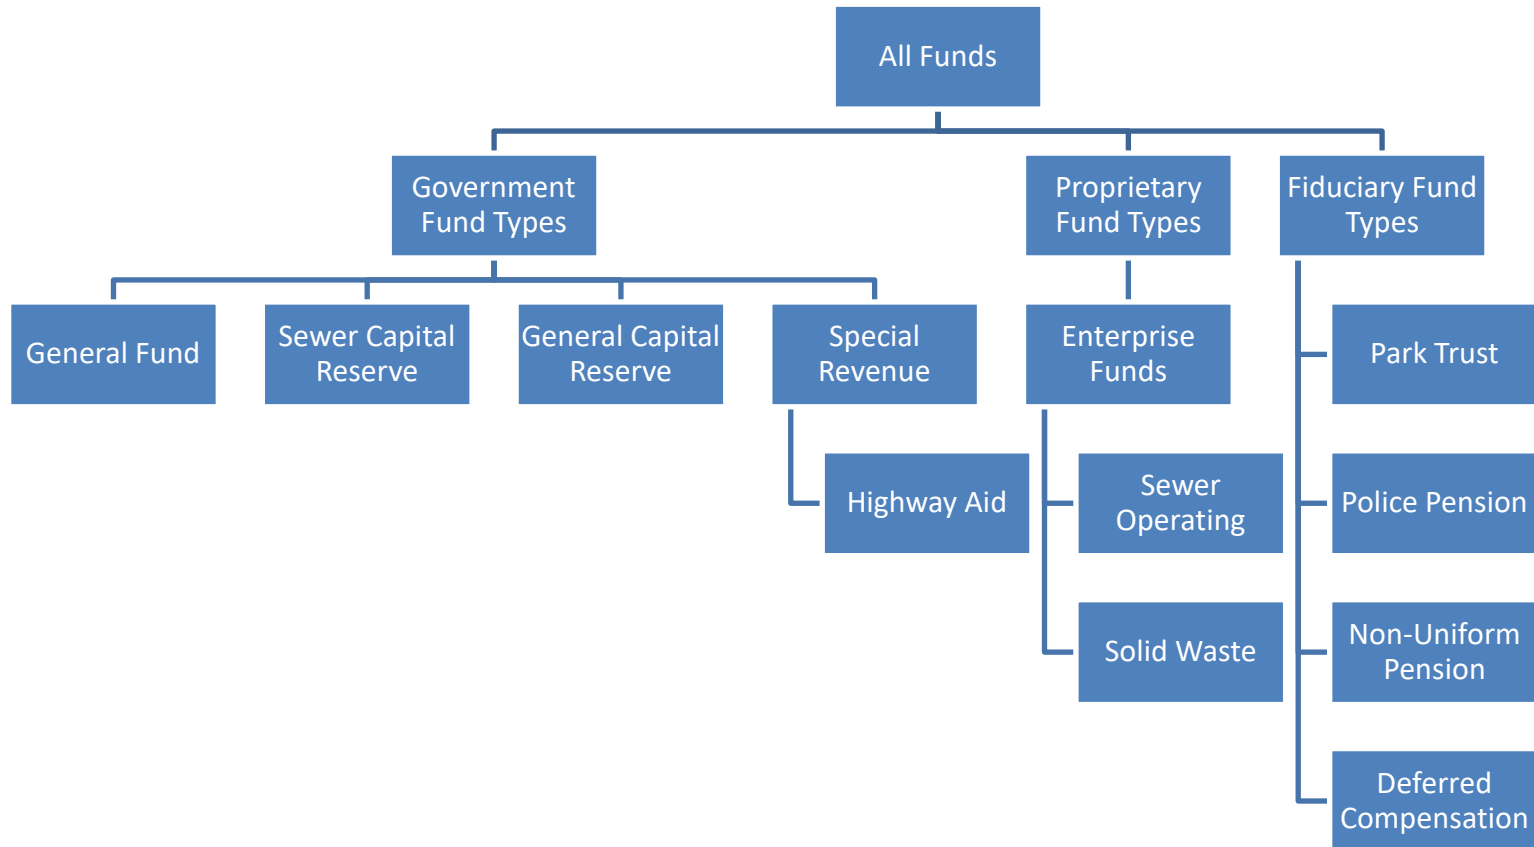 All Funds
Government
Fund Types
Proprietary
Fund Types
Fiduciary Fund
Types
General Fund
Sewer Capital
Reserve
General Capital
Reserve
Special
Revenue
Enterprise
Funds
Park Trust
Highway Aid
Sewer
Operating
Police Pension
Solid Waste
Non-Uniform
Pension
Deferred
Compensation